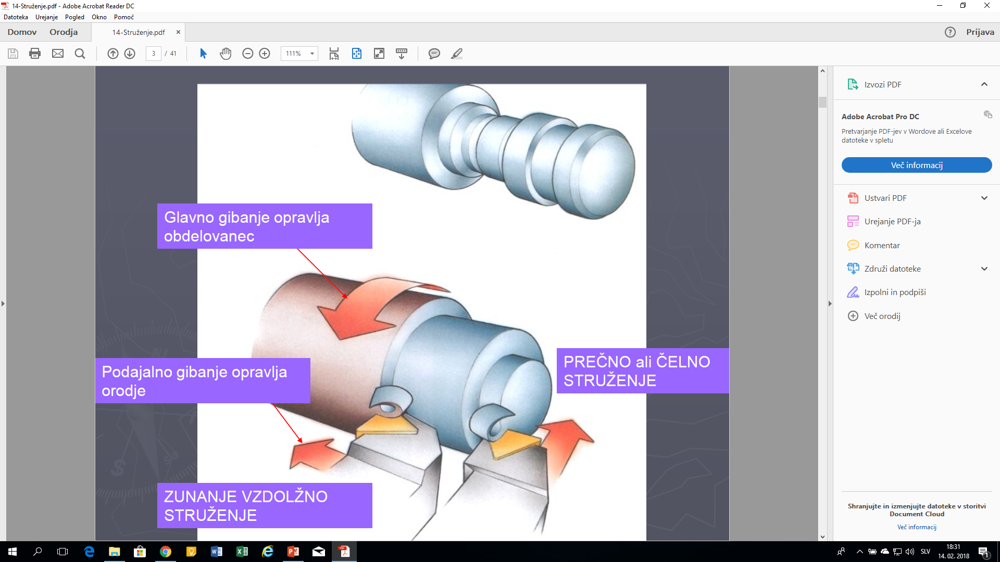 14-Struženje.pdf - Adobe Acrobat Reader DC
Datoteka Urejanje Pogled Okno Pomoč
Domov Orodja 14-Struženje.pdf Prijava
3 / 41 111%
Glavno gibanje opravlja
obdelovanec
Podajalno gibanje opravlja
orodje
PREČNO ali ČELNO
STRUŽENJE
ZUNANJE VZDOLŽNO
STRUŽENJE
Izvozi PDF
Adobe Acrobat Pro DC
Pretvarjanje PDF-jev v Wordove ali Excelove
datoteke v spletu
Več informacij
Ustvari PDF
Urejanje PDF-ja
Komentar
Združi datoteke
Izpolni in podpiši
Več orodij
Shranjujte in izmenjujte datoteke v storitvi
Document Cloud
Več informacij
SLV
18:31
14. 02. 2018
1